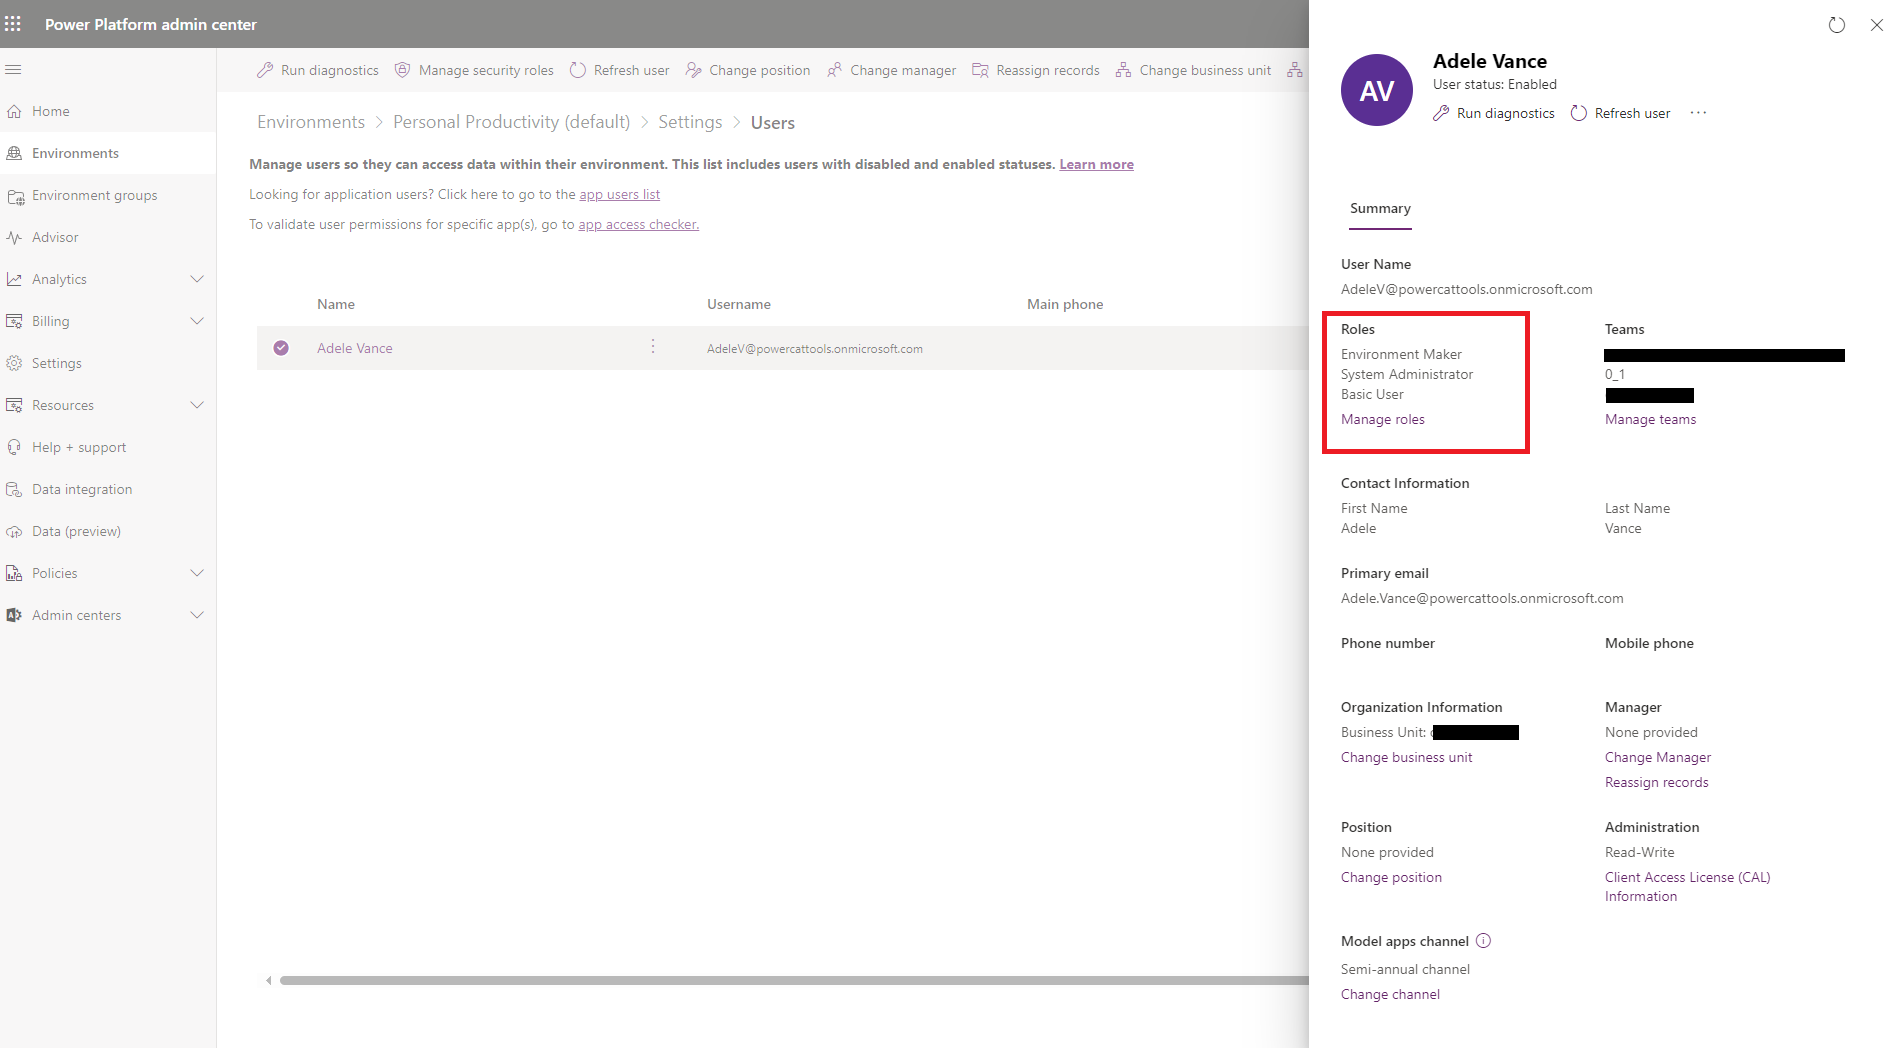 Power Platform admin center
Home
Environments
Environment groups
Advisor
Analytics
Billing
Settings
Resources
Help + support
Data integration
Data (preview)
Policies
Admin centers
Run diagnostics Manage security roles Refresh user Change position Change manager Reassign records Change business unit
Environments > Personal Productivity (default) > Settings > Users
Manage users so they can access data within their environment. This list includes users with disabled and enabled statuses. Learn more
Looking for application users? Click here to go to the app users list
To validate user permissions for specific app(s), go to app access checker.
Name Username Main phone
Adele Vance AdeleV@powercattools.onmicrosoft.com
AV
Adele Vance
User status: Enabled
Run diagnostics Refresh user ...
Summary
User Name
AdeleV@powercattools.onmicrosoft.com
Roles
Environment Maker
System Administrator
Basic User
Manage roles
Teams
0_1
Manage teams
Contact Information
First Name
Adele
Last Name
Vance
Primary email
Adele.Vance@powercattools.onmicrosoft.com
Phone number
Mobile phone
Organization Information
Business Unit:
Change business unit
Manager
None provided
Change Manager
Reassign records
Position
None provided
Change position
Administration
Read-Write
Client Access License (CAL)
Information
Model apps channel
Semi-annual channel
Change channel